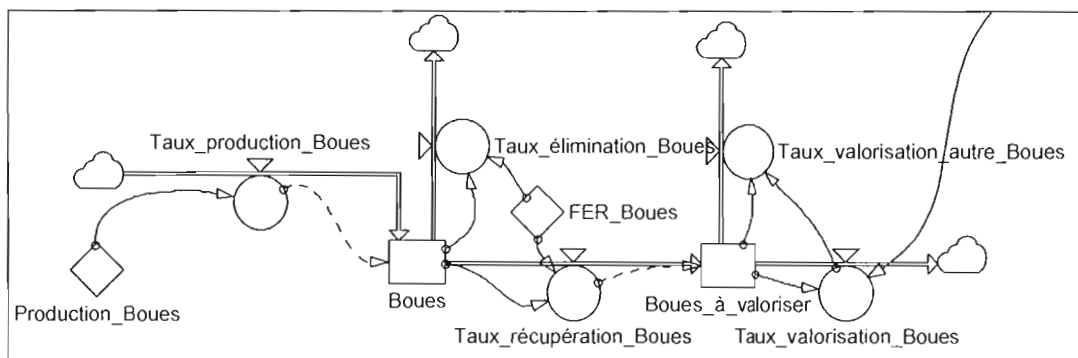 Taux_production_Boues
Taux_élimination_Boues
Taux_valorisation_autre_Boues
FER_Boues
Boues
Boues_à_valoriser
Production_Boues
Taux_récupération_Boues
Taux_valorisation_Boues